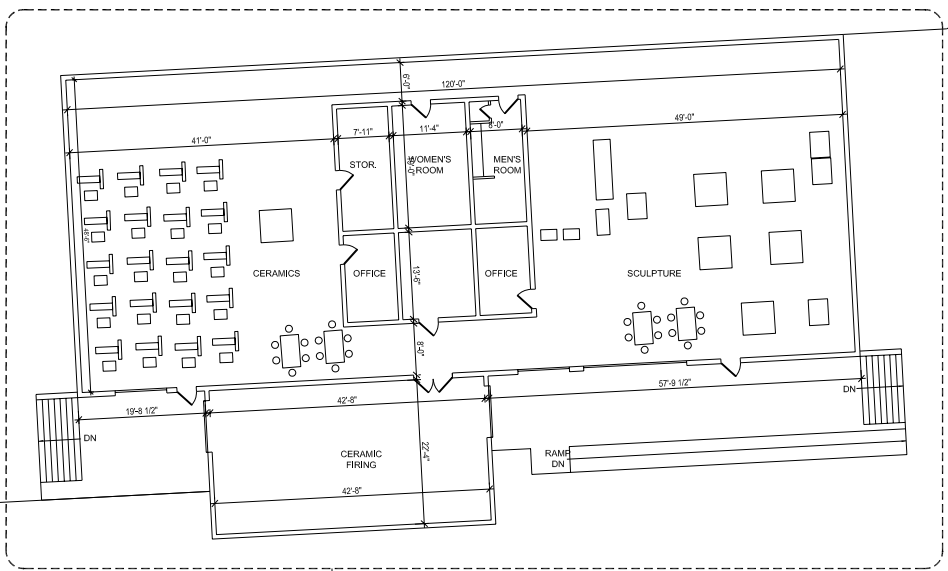 6'-0"
120'-0"
41'-0"
7'-11"
11'-4"
8'-0"
49'-0"
STOR.
WOMEN'S
ROOM
MEN'S
ROOM
48'-6"
CERAMICS
OFFICE
13'-6"
OFFICE
SCULPTURE
8'-0"
19'-8 1/2"
42'-8"
57'-9 1/2"
DN
DN
CERAMIC
FIRING
22'-4"
RAMP
DN
42'-8"